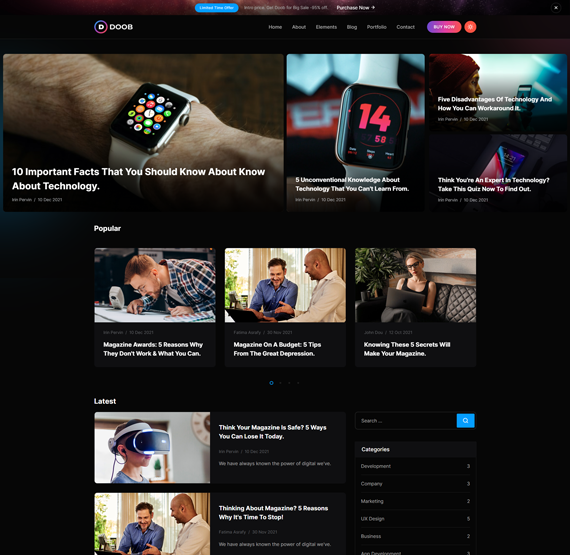 Limited Time Offer
Intro price. Get Doob for Big Sale -95% off.
Purchase Now →
DOOB
Home
About
Elements
Blog
Portfolio
Contact
BUY NOW
14
58
10 Important Facts That You Should Know About Know
About Technology.
Irin Pervin / 10 Dec 2021
5 Unconventional Knowledge About
Technology That You Can't Learn From.
Irin Pervin / 10 Dec 2021
Five Disadvantages Of Technology And
How You Can Workaround It.
Irin Pervin / 10 Dec 2021
Think You're An Expert In Technology?
Take This Quiz Now To Find Out.
Irin Pervin / 10 Dec 2021
Popular
Irin Pervin / 10 Dec 2021
Magazine Awards: 5 Reasons Why
They Don't Work & What You Can.
Fatima Asrafy / 30 Nov 2021
Magazine On A Budget: 5 Tips
From The Great Depression.
John Due / 13 Oct 2021
Knowing These 5 Secrets Will
Make Your Magazine.
Latest
Think Your Magazine Is Safe? 5 Ways
You Can Lose It Today.
Irin Pervin / 10 Dec 2021
We have always known the power of digital we've.
Thinking About Magazine? 5 Reasons
Why It's Time To Stop!
Fatima Asrafy / 30 Nov 2021
We have always known the power of digital we've.
Search ...
Categories
Development 3
Company 3
Marketing 2
UX Design 5
Business 2
App Development 3